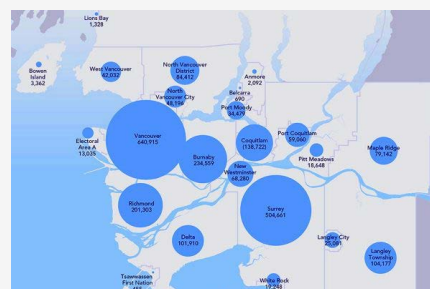 Lions Bay
1,328
Bowen
Island
3,362
West Vancouver
42,032
North Vancouver
District
84,412
North
Vancouver City
48,196
Anmore
2,092
Belcarra
690
Port Moody
34,479
Electoral
Area A
13,035
Vancouver
640,915
Burnaby
234,559
Coquitlam
(138,722)
Port Coquitlam
59,060
Pitt Meadows
18,648
Maple Ridge
79,142
New
Westminster
68,280
Richmond
201,303
Surrey
504,661
Delta
101,910
Langley City
25,081
Langley
Township
104,177
Tsawwassen
First Nation
White Rock